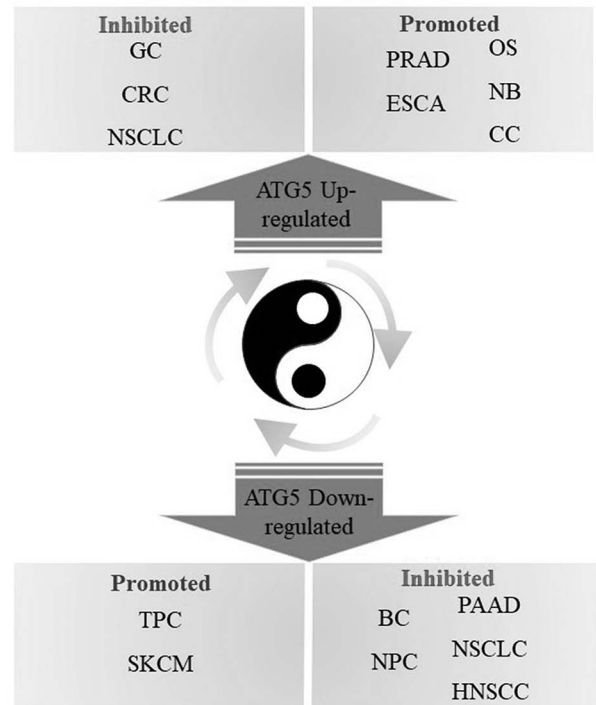 Inhibited
GC
CRC
NSCLC
Promoted
PRAD
ESCA
OS
NB
CC
ATG5 Up-
regulated
ATG5 Down-
regulated
Promoted
TPC
SKCM
Inhibited
BC
NPC
PAAD
NSCLC
HNSCC